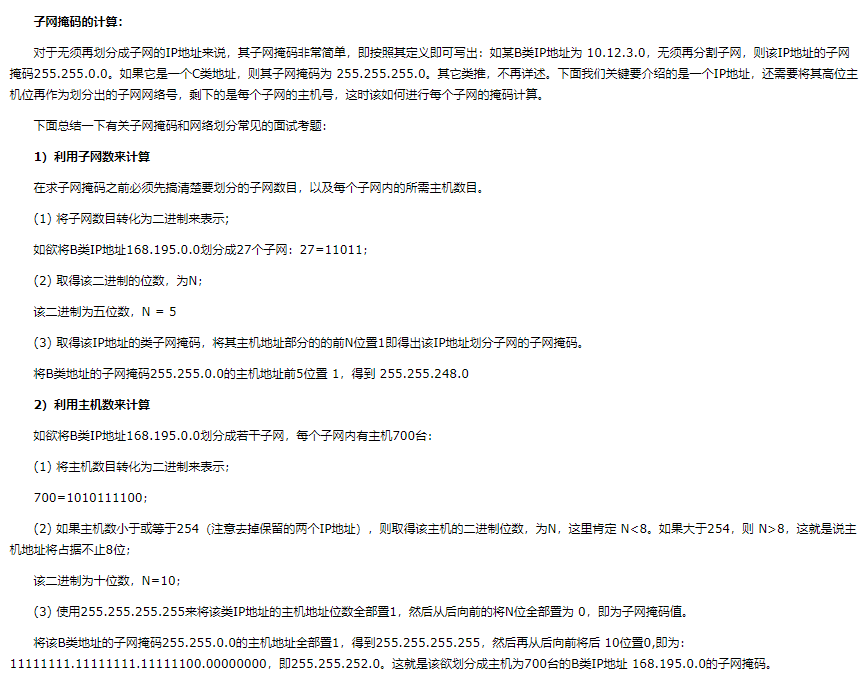 子网掩码的计算：
对于无须再划分成子网的IP地址来说，其子网掩码非常简单，即按照其定义即可写出：如某B类IP地址为 10.12.3.0，无须再分割子网，则该IP地址的子网
掩码255.255.0.0。如果它是一个C类地址，则其子网掩码为 255.255.255.0。其它类推，不再详述。下面我们关键要介绍的是一个IP地址，还需要将其高位主
机位再作为划分出的子网网络号，剩下的是每个子网的主机号，这时该如何进行每个子网的掩码计算。
下面总结一下有关子网掩码和网络划分常见的面试考题：
1）利用子网数来计算
在求子网掩码之前必须先搞清楚要划分的子网数目，以及每个子网内的所需主机数目。
(1) 将子网数目转化为二进制来表示；
如欲将B类IP地址168.195.0.0划分成27个子网：27=11011；
(2) 取得该二进制的位数，为N；
该二进制为五位数，N = 5
(3) 取得该IP地址的类子网掩码，将其主机地址部分的的前N位置1即得出该IP地址划分子网的子网掩码。
将B类地址的子网掩码255.255.0.0的主机地址前5位置 1，得到 255.255.248.0
2）利用主机数来计算
如欲将B类IP地址168.195.0.0划分成若干子网，每个子网内有主机700台：
(1) 将主机数目转化为二进制来表示；
700=1010111100；
(2) 如果主机数小于或等于254（注意去掉保留的两个IP地址），则取得该主机的二进制位数，为N，这里肯定 N<8。如果大于254，则 N>8，这就是说主
机地址将占据不止8位；
该二进制为十位数，N=10；
(3) 使用255.255.255.255来将该类IP地址的主机地址位数全部置1，然后从后向前的将N位全部置为 0，即为子网掩码值。
将该B类地址的子网掩码255.255.0.0的主机地址全部置1，得到255.255.255.255，然后再从后向前将后 10位置0,即为：
11111111.11111111.11111100.00000000，即255.255.252.0。这就是该欲划分成主机为700台的B类IP地址 168.195.0.0的子网掩码。